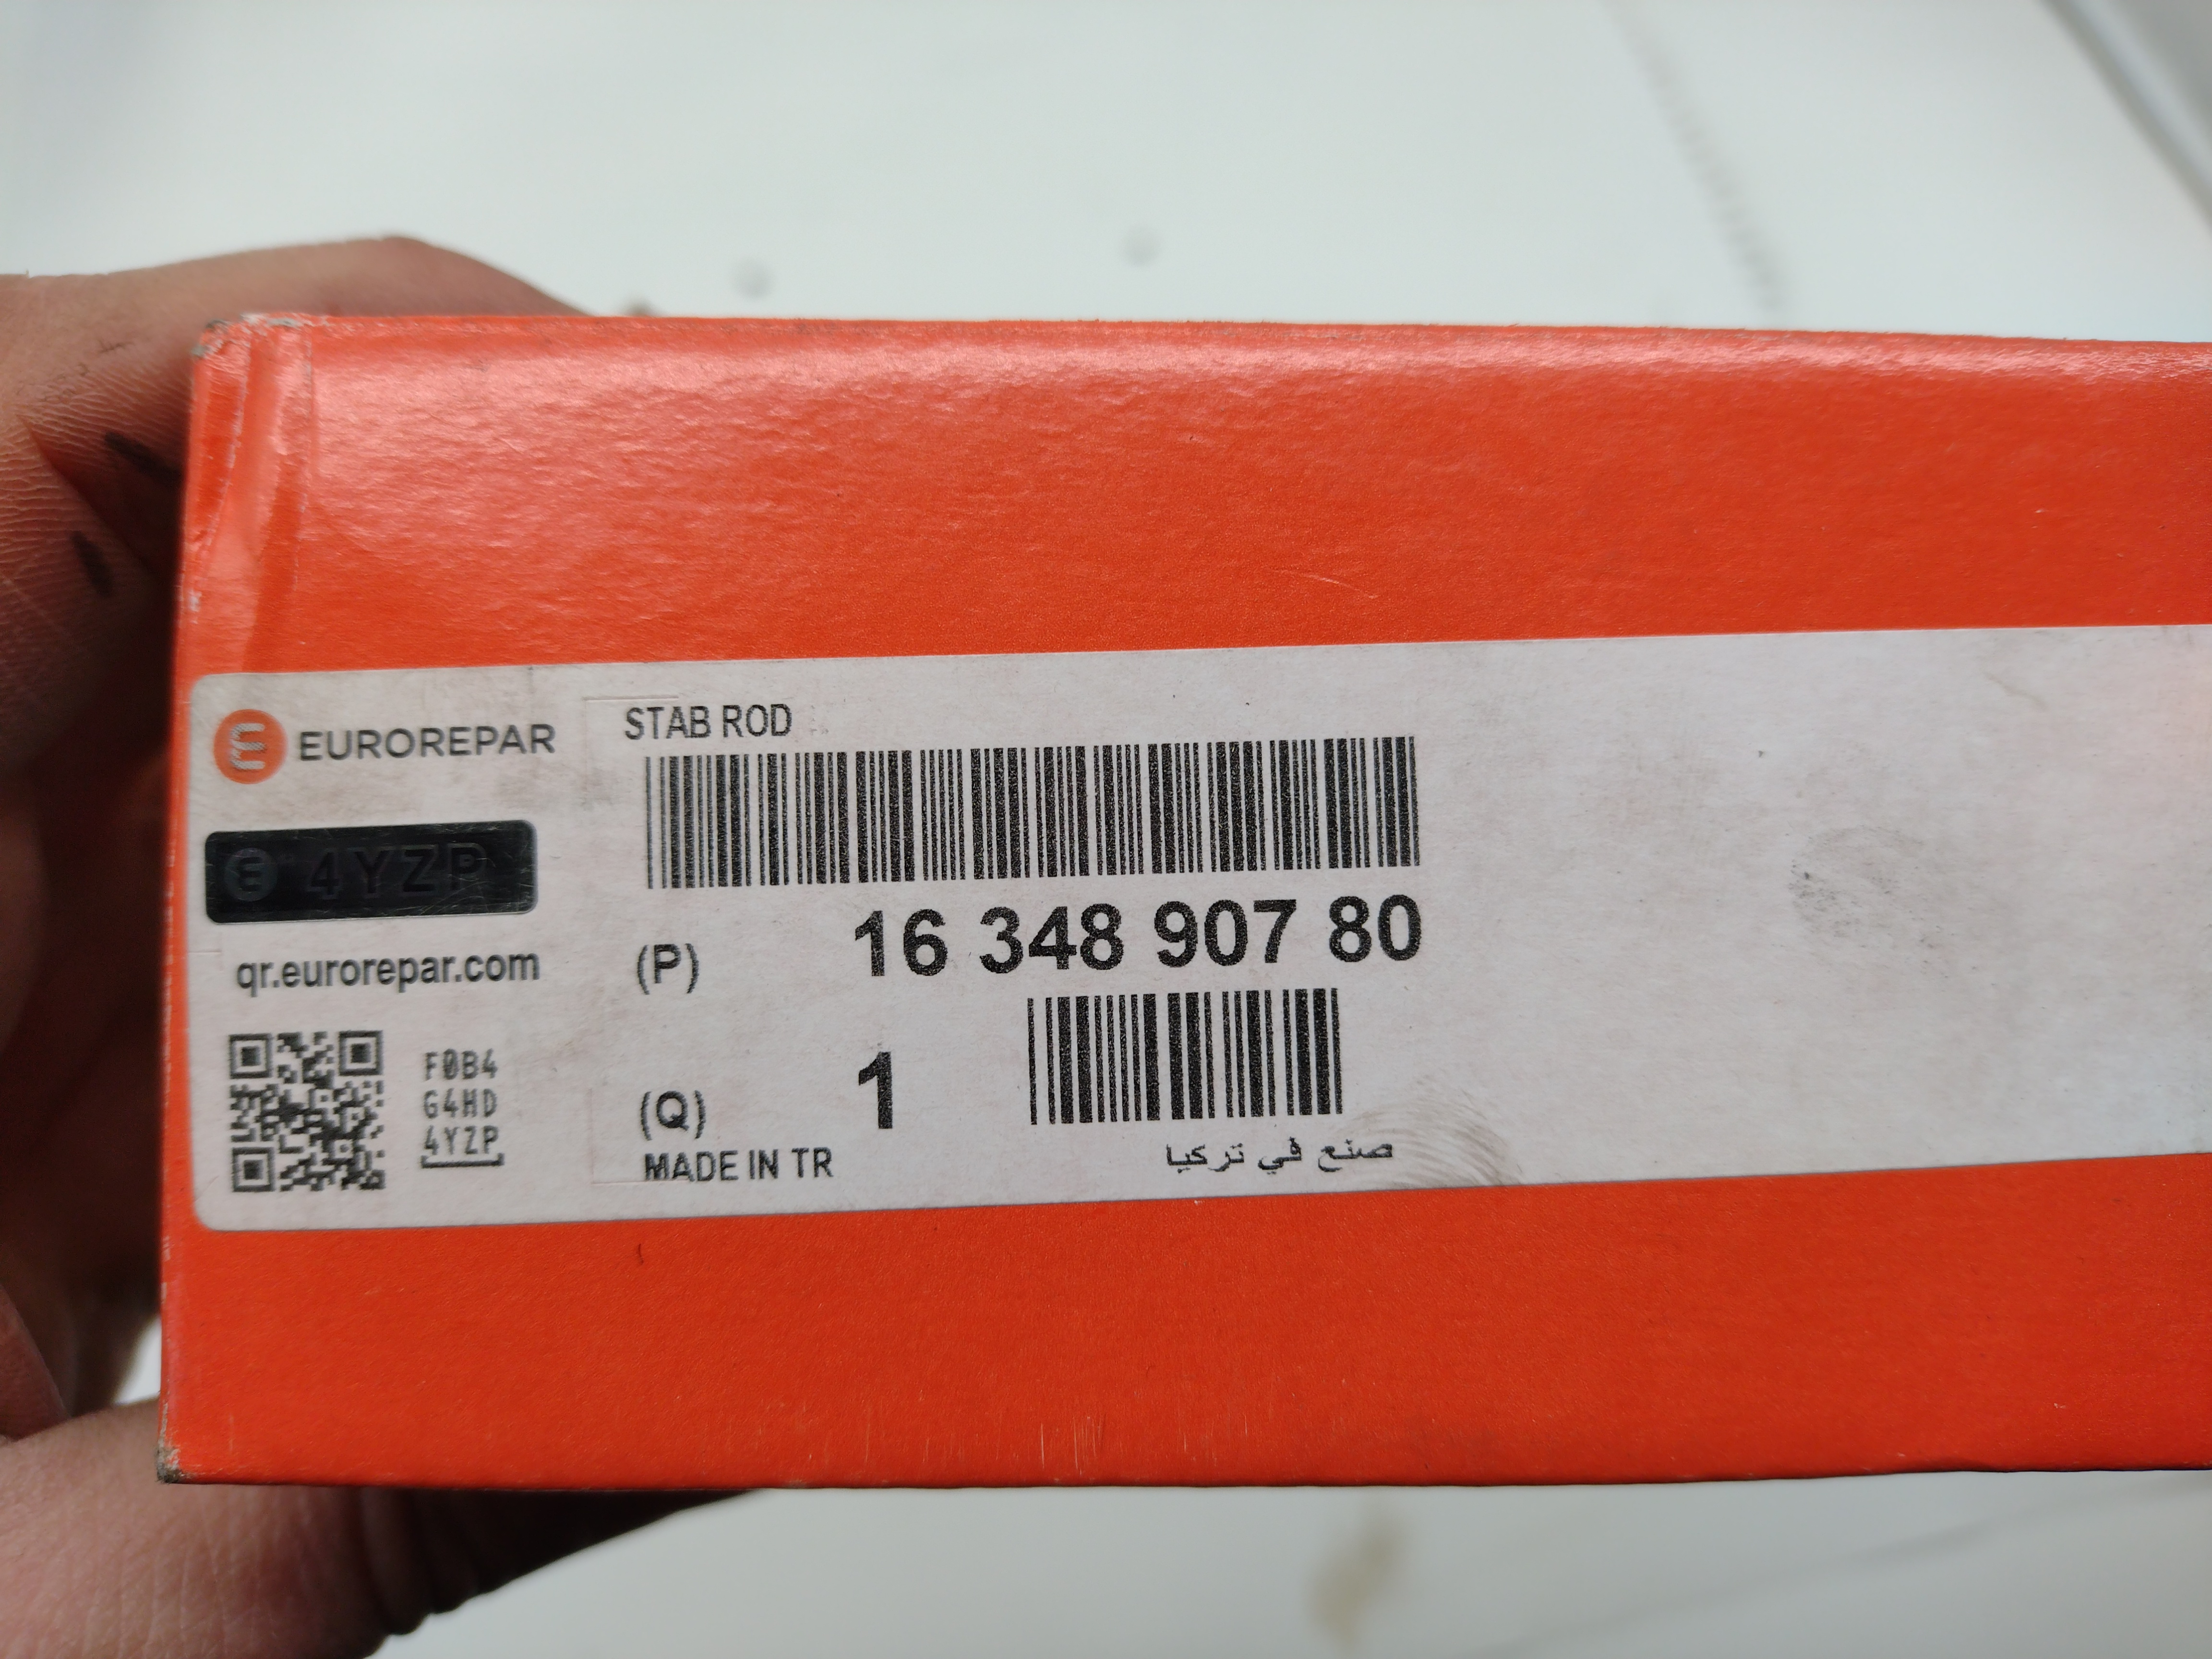 EUROREPAR
4YZP
qr.eurorepar.com
F0B4
G4HD
4YZP
STAB ROD
(P) 16 348 907 80
(Q) 1
MADE IN TR صنع في تركيا